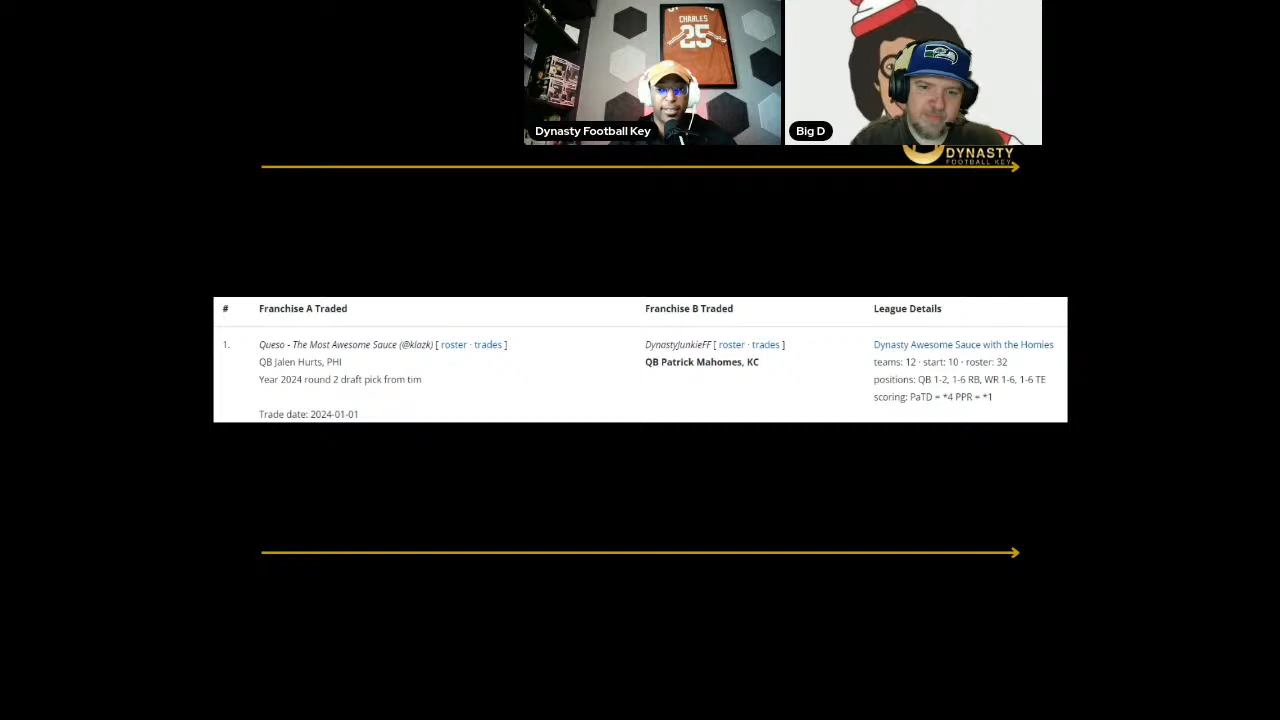 CHARLES
25
Dynasty Football Key
Big D
DYNASTY
FOOTBALL KEY
# Franchise A Traded Franchise B Traded League Details
1. Queso - The Most Awesome Sauce (@klazk) [ roster · trades ] DynastyJunkieFF [ roster · trades ] Dynasty Awesome Sauce with the Homies
QB Jalen Hurts, PHI QB Patrick Mahomes, KC teams: 12 · start: 10 · roster: 32
Year 2024 round 2 draft pick from tim positions: QB 1-2, 1-6 RB, WR 1-6, 1-6 TE
scoring: PaTD = *4 PPR = *1
Trade date: 2024-01-01